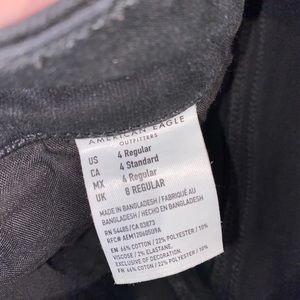 AMERICAN EAGLE
OUTFITTERS
US 4 Regular
CA 4 Standard
MX 4 Regular
UK 8 REGULAR
MADE IN BANGLADESH / FABRIQUÉ AU
BANGLADESH / HECHO EN BANGLADESH
RN 54485/CA 03873
RFC# AEM1206051RA
EN 66% COTTON / 22% POLYESTER / 10%
VISCOSE / 2% ELASTANE.
EXCLUSIVE OF DECORATION.
FR 66% COTON / 22% POLYESTER / 10%